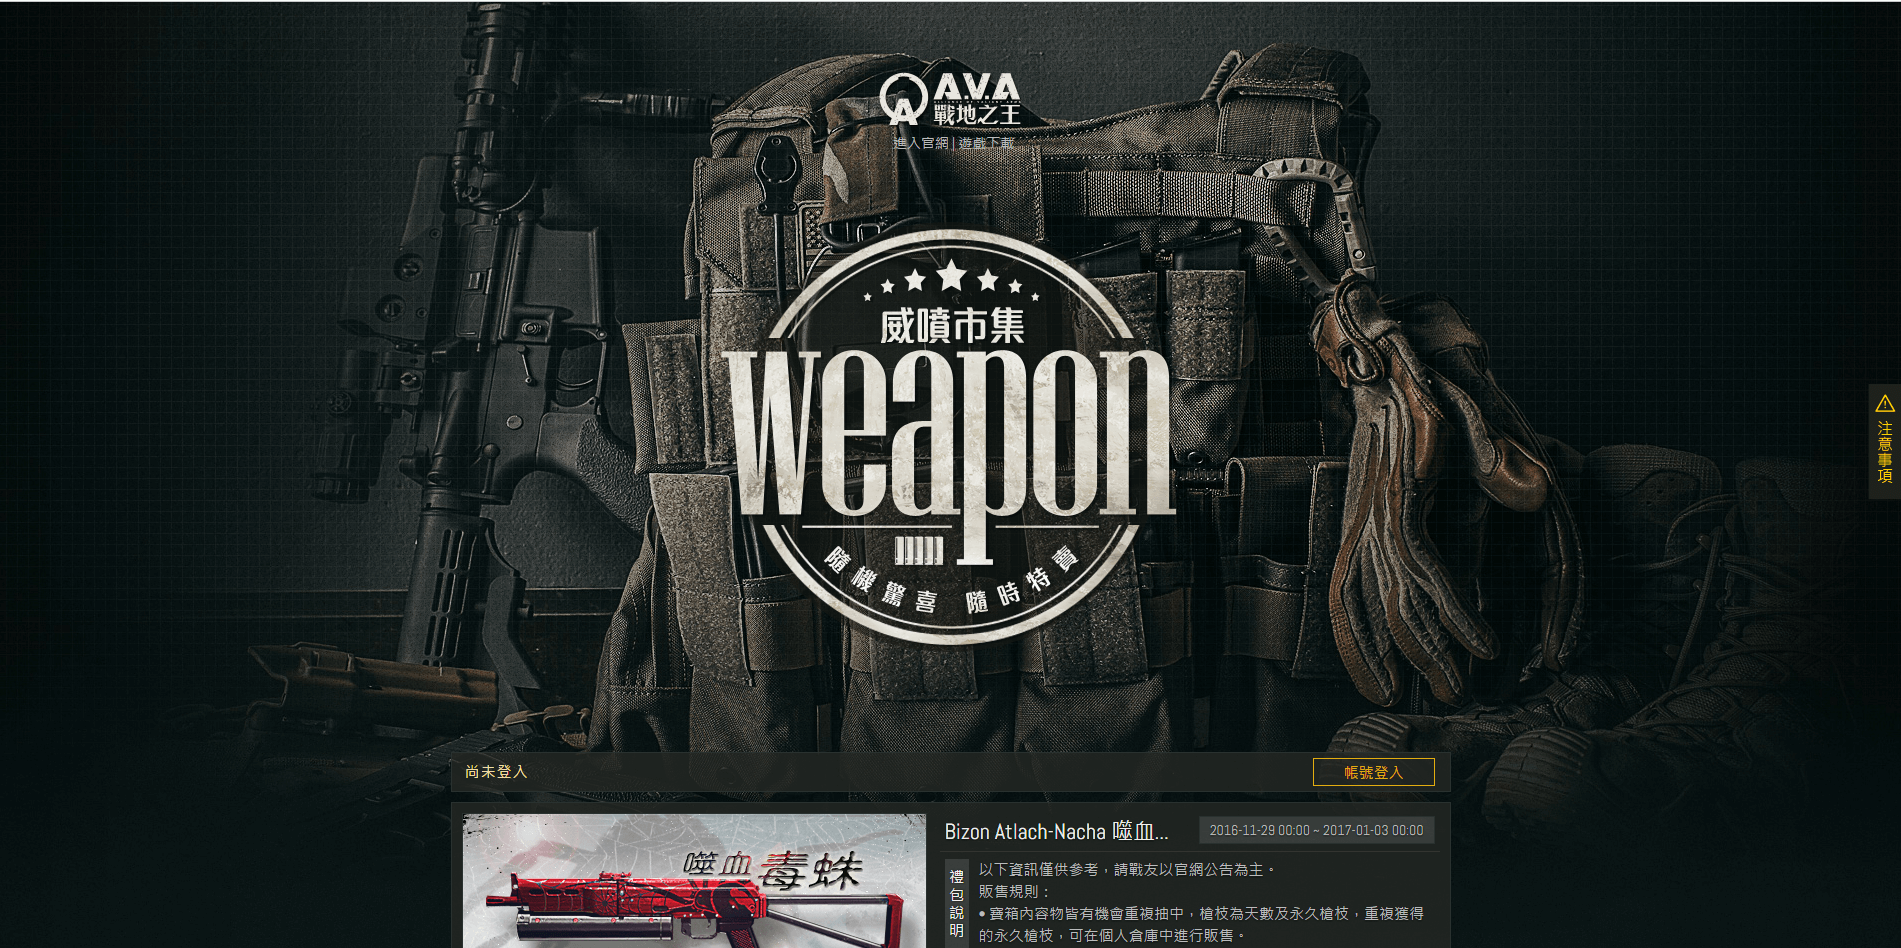 A.V.A
戰地之王
進入官網 | 遊戲下載
威噴市集
weapon
隨機驚喜 隨時特賣
注意事項
尚未登入
帳號登入
噬血毒蛛
Bizon Atlach-Nacha 噬血...
2016-11-29 00:00 ~ 2017-01-03 00:00
禮包說明
以下資訊僅供參考，請戰友以官網公告為主。
販售規則：
● 寶箱內容物皆有機會重複抽中，槍枝為天數及永久槍枝，重複獲得
的永久槍枝，可在個人倉庫中進行販售。